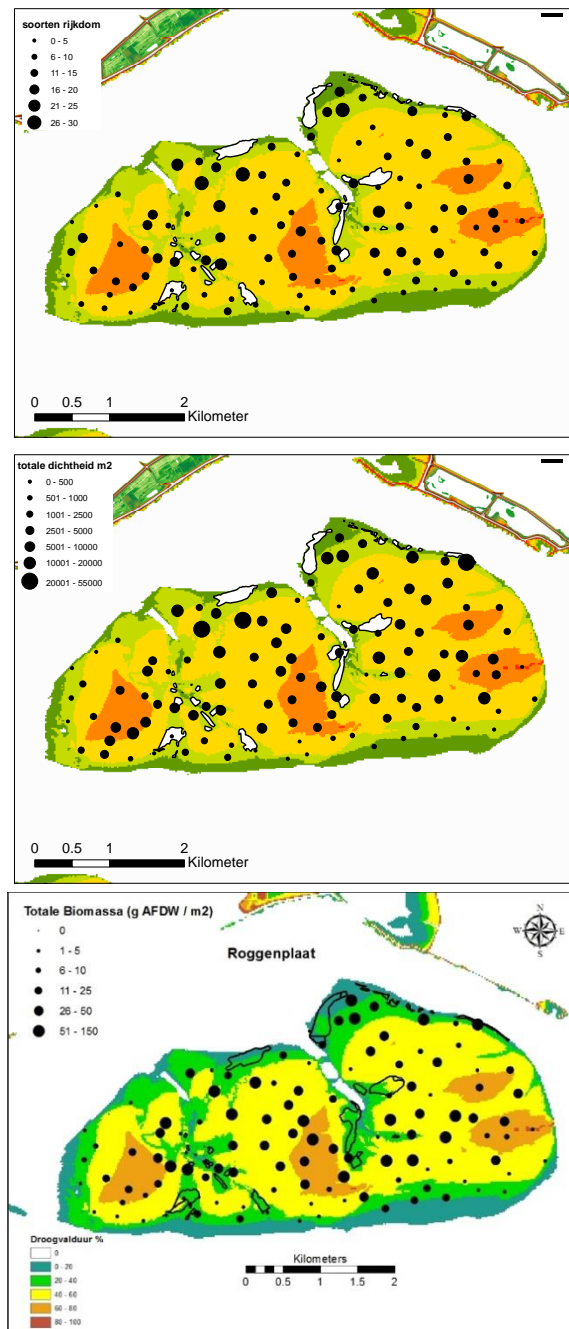 soorten rijkdom
0 - 5
6 - 10
11 - 15
16 - 20
21 - 25
26 - 30
0 0.5 1 2
Kilometer
totale dichtheid m2
0 - 500
501 - 1000
1001 - 2500
2501 - 5000
5001 - 10000
10001 - 20000
20001 - 55000
0 0.5 1 2
Kilometer
Totale Biomassa (g AFDW / m2)
0
1 - 5
6 - 10
11 - 25
26 - 50
51 - 150
Roggenplaat
N
W E
S
Droogvalduur %
0
0 - 20
20 - 40
40 - 60
60 - 80
80 - 100
Kilometers
0 0.25 0.5 1 1.5 2